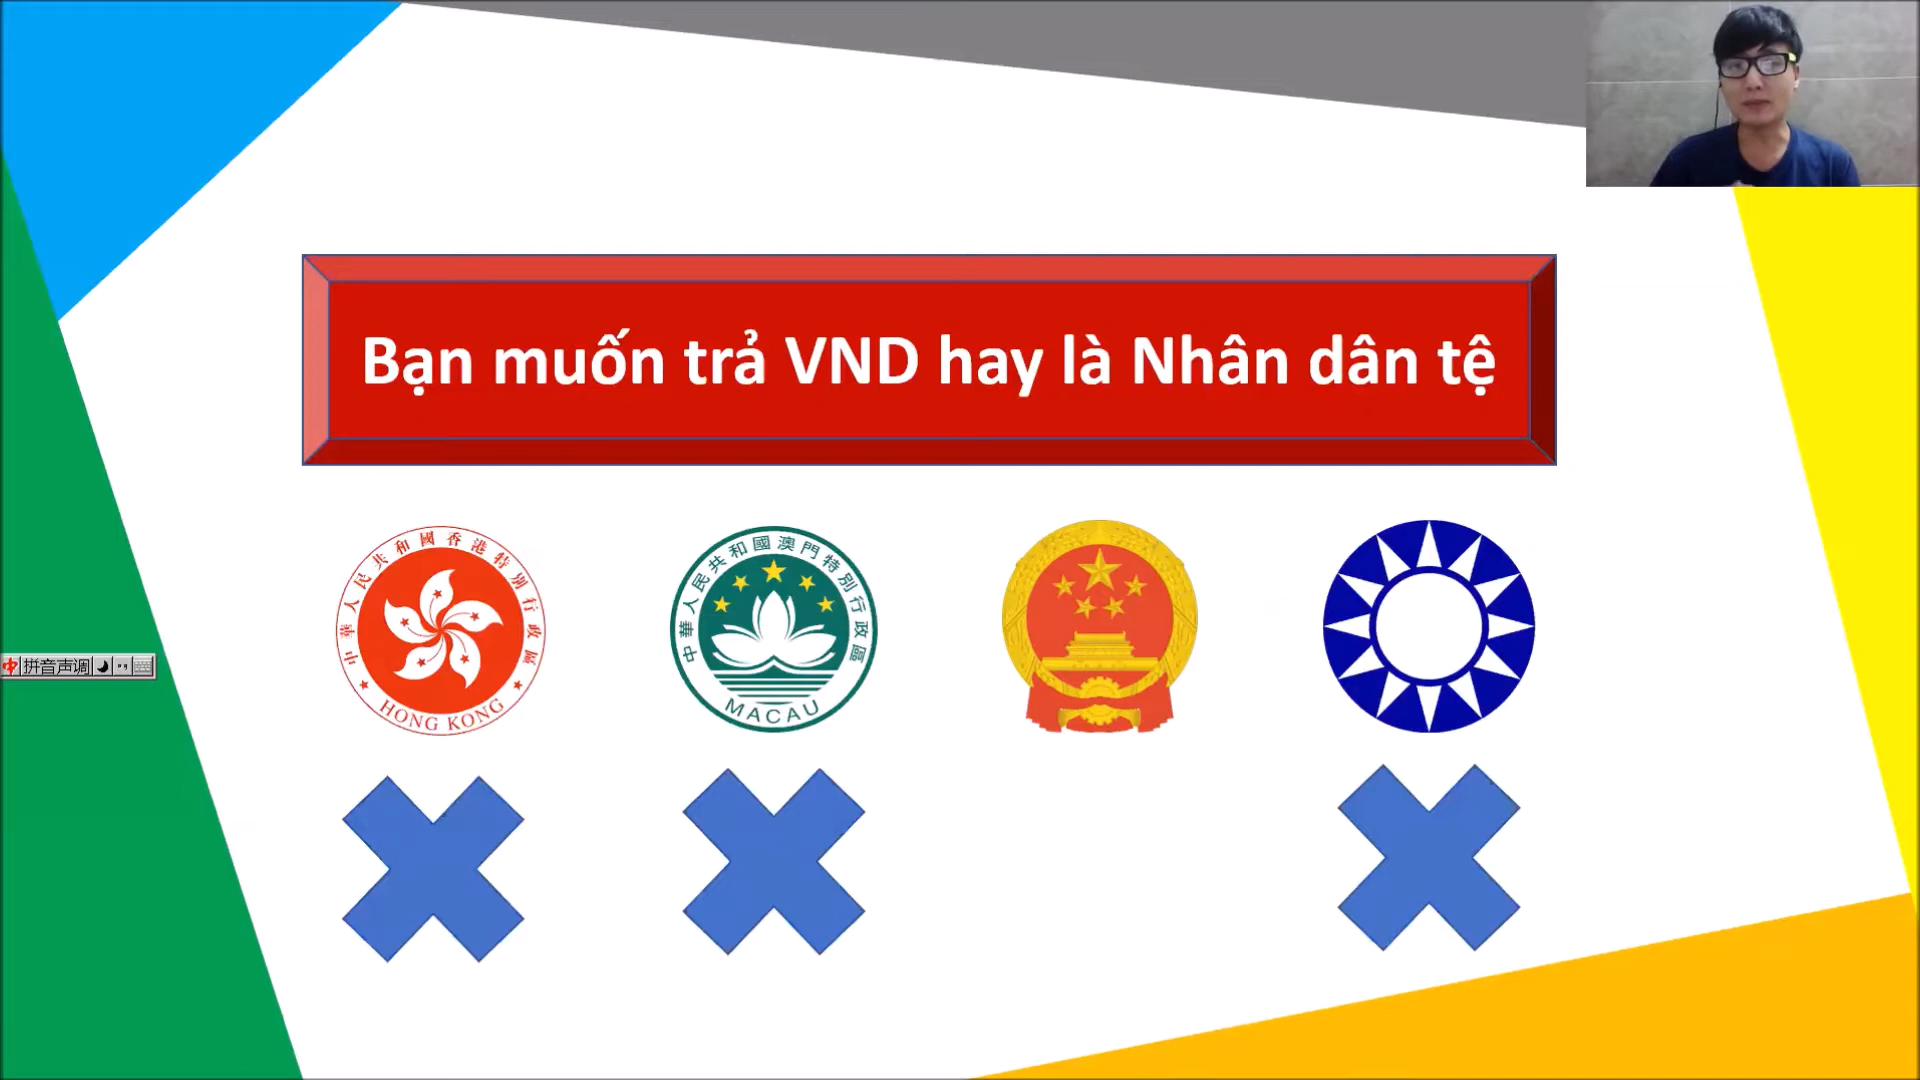 Bạn muốn trả VND hay là Nhân dân tệ
中華人民共和國香港特別行政區
HONG KONG
中華人民共和國澳門特別行政區
MACAU
中 拼音声调